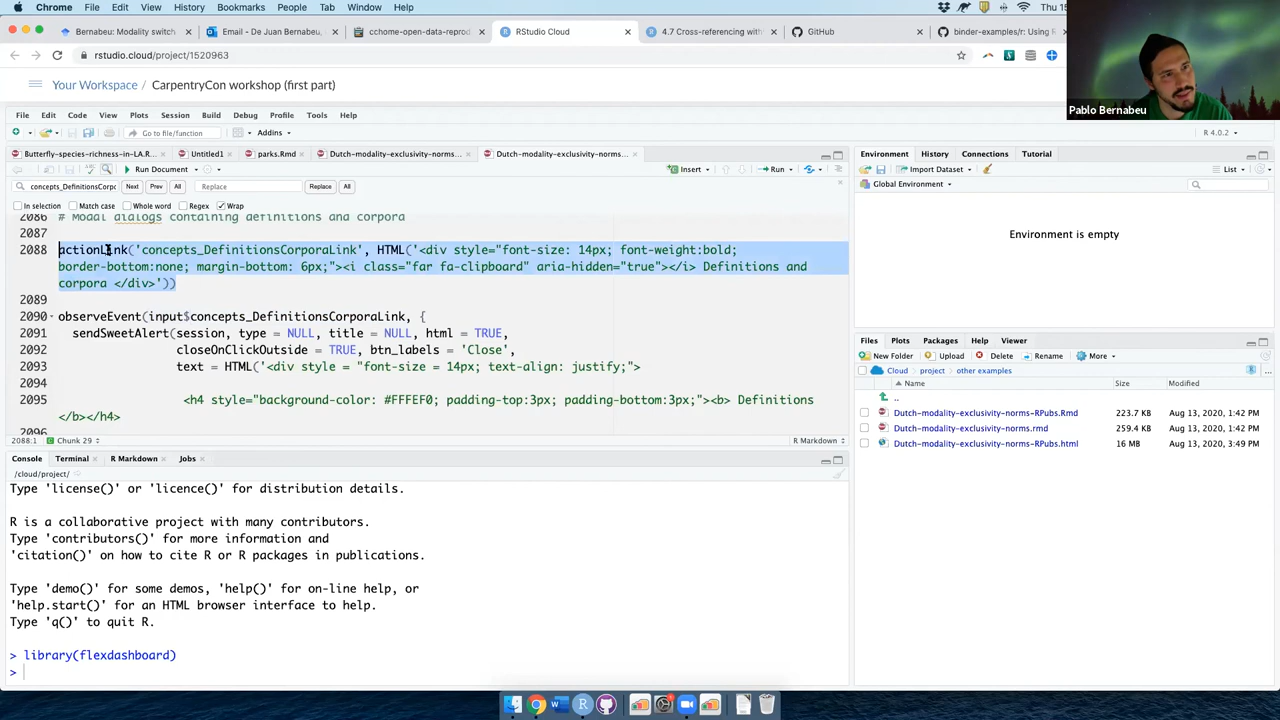 Chrome File Edit View History Bookmarks People Tab Window Help Thu 15
Bernabeu: Modality switch Email - De Juan Bernabeu, cchome-open-data-reprod RStudio Cloud 4.7 Cross-referencing with GitHub binder-examples/r: Using R
rstudio.cloud/project/1520963
Your Workspace / CarpentryCon workshop (first part)
Pablo Bernabeu
File Edit Code View Plots Session Build Debug Profile Tools Help
Go to file/function Addins R 4.0.2
Butterfly-species-richness-in-LA.R... Untitled1 parks.Rmd Dutch-modality-exclusivity-norms... Dutch-modality-exclusivity-norms...
Run Document Insert Run
concepts_DefinitionsCorpo Next Prev All Replace Replace All
In selection Match case Whole word Regex Wrap
2086 # Modal dialogs containing definitions and corpora
2087
2088 actionLink('concepts_DefinitionsCorporaLink', HTML('<div style="font-size: 14px; font-weight:bold;
border-bottom:none; margin-bottom: 6px;"><i class="far fa-clipboard" aria-hidden="true"></i> Definitions and
corpora </div>'))
2089
2090 observeEvent(input$concepts_DefinitionsCorporaLink, {
2091 sendSweetAlert(session, type = NULL, title = NULL, html = TRUE,
2092 closeOnClickOutside = TRUE, btn_labels = 'Close',
2093 text = HTML('<div style = "font-size = 14px; text-align: justify;">
2094
2095 <h4 style="background-color: #FFFEF0; padding-top:3px; padding-bottom:3px;"><b> Definitions
</b></h4>
2096
2088:1 Chunk 29 R Markdown
Console Terminal R Markdown Jobs
/cloud/project/
Type 'license()' or 'licence()' for distribution details.
R is a collaborative project with many contributors.
Type 'contributors()' for more information and
'citation()' on how to cite R or R packages in publications.
Type 'demo()' for some demos, 'help()' for on-line help, or
'help.start()' for an HTML browser interface to help.
Type 'q()' to quit R.
> library(flexdashboard)
>
Environment History Connections Tutorial
Import Dataset List
Global Environment
Environment is empty
Files Plots Packages Help Viewer
New Folder Upload Delete Rename More
Cloud project other examples
Name Size Modified
..
Dutch-modality-exclusivity-norms-RPubs.Rmd 223.7 KB Aug 13, 2020, 1:42 PM
Dutch-modality-exclusivity-norms.rmd 259.4 KB Aug 13, 2020, 1:42 PM
Dutch-modality-exclusivity-norms-RPubs.html 16 MB Aug 13, 2020, 3:49 PM